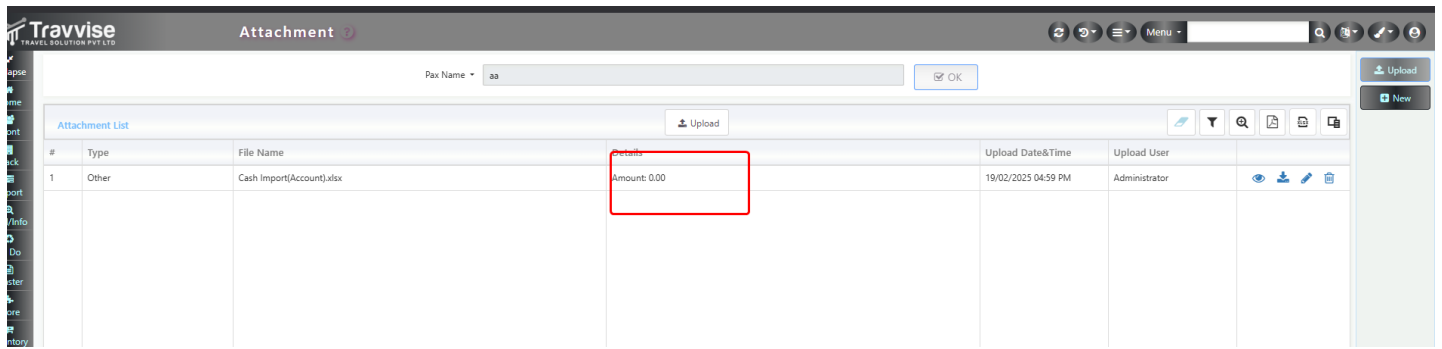 Travvise
TRAVEL SOLUTION PVT LTD
Attachment ?
Menu
apse
Pax Name aa OK
Upload
ome
New
ont
Attachment List Upload
ack
# Type File Name Details Upload Date&Time Upload User
1 Other Cash Import(Account).xlsx Amount: 0.00 19/02/2025 04:59 PM Administrator
port
/Info
Do
ster
ore
ntory